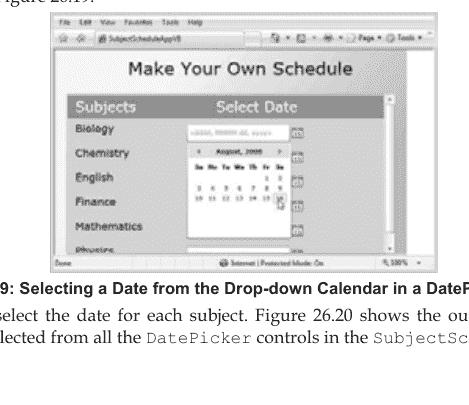 igure 26.19.
File Edit View Favorites Tools Help
SubjectScheduleAppVB Page Tools
Make Your Own Schedule
Subjects Select Date
Biology
Chemistry
August, 2008
Su Mo Tu We Th Fr Sa
1 2
English
3 4 5 6 7 8 9
Finance
10 11 12 13 14 15 16
Mathematics
Physics
Done Internet | Protected Mode: On 100%
9: Selecting a Date from the Drop-down Calendar in a DateP
select the date for each subject. Figure 26.20 shows the ou
lected from all the DatePicker controls in the SubjectSc